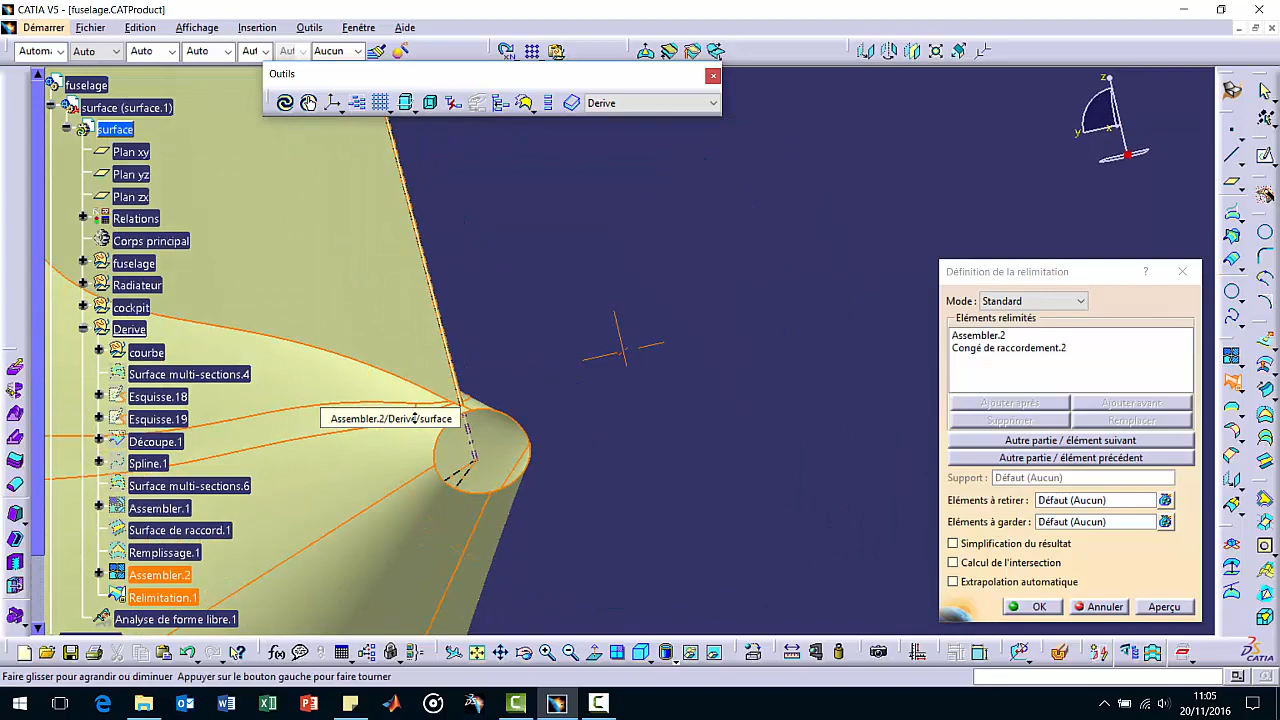 CATIA V5 - [fuselage.CATProduct]
Démarrer Fichier Edition Affichage Insertion Outils Fenêtre Aide
Automa Auto Auto Auto Aut Aut Aucun
Outils
Derive
fuselage
surface (surface.1)
surface
Plan xy
Plan yz
Plan zx
Relations
Corps principal
fuselage
Radiateur
cockpit
Derive
courbe
Surface multi-sections.4
Esquisse.18
Esquisse.19
Découpe.1
Spline.1
Surface multi-sections.6
Assembler.1
Surface de raccord.1
Remplissage.1
Assembler.2
Relimitation.1
Analyse de forme libre.1
Assembler.2/Derive/surface
z
y
x
Définition de la relimitation
?
Mode : Standard
Eléments relimités
Assembler.2
Congé de raccordement.2
Ajouter après Ajouter avant
Supprimer Remplacer
Autre partie / élément suivant
Autre partie / élément précédent
Support : Défaut (Aucun)
Eléments à retirer : Défaut (Aucun)
Eléments à garder : Défaut (Aucun)
Simplification du résultat
Calcul de l'intersection
Extrapolation automatique
OK Annuler Aperçu
Faire glisser pour agrandir ou diminuer Appuyer sur le bouton gauche pour faire tourner
11:05
20/11/2016